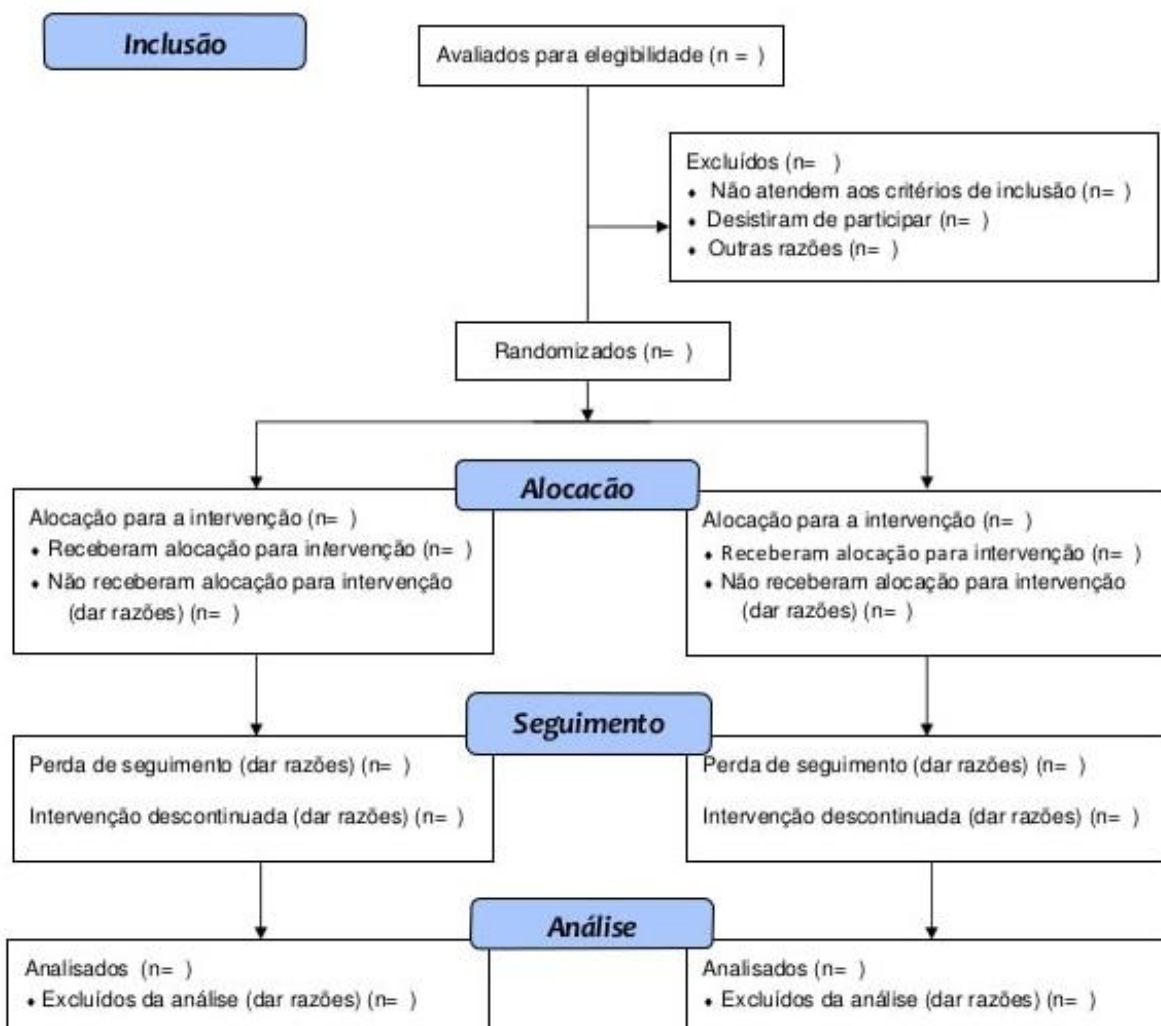 Inclusão
Avaliados para elegibilidade (n = )
Excluídos (n= )
⬧ Não atendem aos critérios de inclusão (n= )
⬧ Desistiram de participar (n= )
⬧ Outras razões (n= )
Randomizados (n= )
Alocacão
Alocação para a intervenção (n= )
⬧ Receberam alocação para intervenção (n= )
⬧ Não receberam alocação para intervenção
(dar razões) (n= )
Alocação para a intervenção (n= )
⬧ Receberam alocação para intervenção (n= )
⬧ Não receberam alocação para intervenção
(dar razões) (n= )
Seguimento
Perda de seguimento (dar razões) (n= )
Intervenção descontinuada (dar razões) (n= )
Perda de seguimento (dar razões) (n= )
Intervenção descontinuada (dar razões) (n= )
Análise
Analisados (n= )
⬧ Excluídos da análise (dar razões) (n= )
Analisados (n= )
⬧ Excluídos da análise (dar razões) (n= )